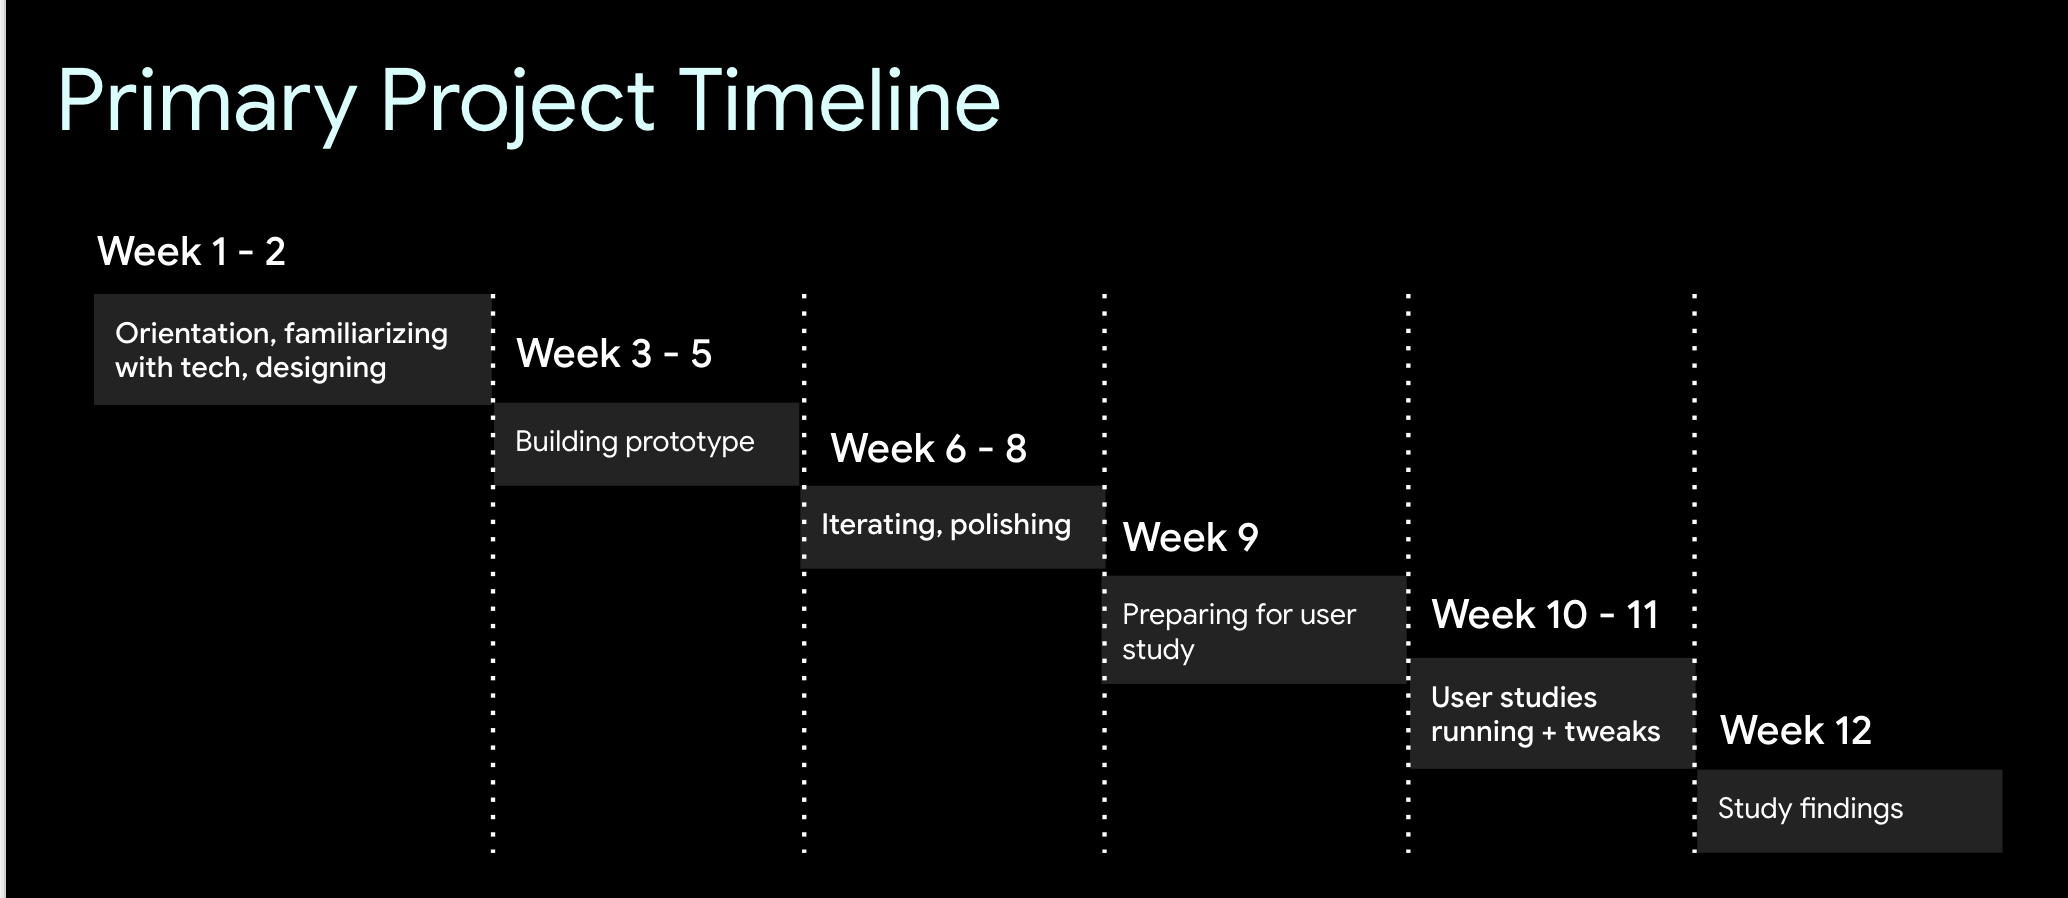 Primary Project Timeline
Week 1 - 2
Orientation, familiarizing
with tech, designing
Week 3 - 5
Building prototype
Week 6 - 8
Iterating, polishing
Week 9
Preparing for user
study
Week 10 - 11
User studies
running + tweaks
Week 12
Study findings